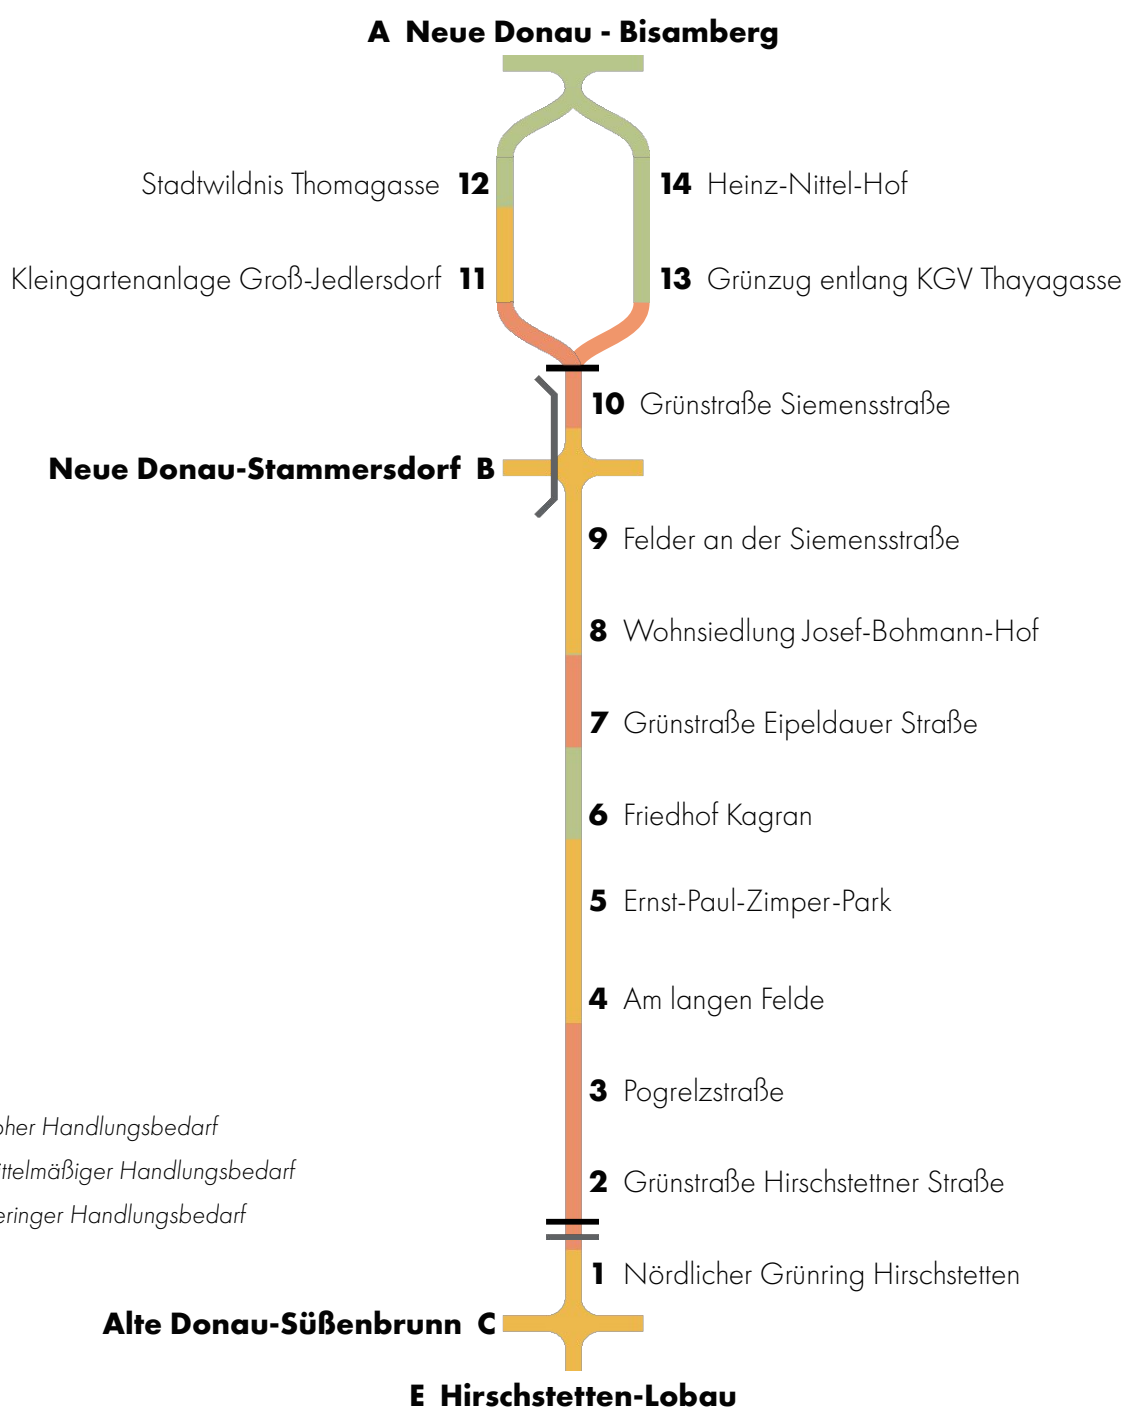 A Neue Donau - Bisamberg
Stadtwildnis Thomagasse 12
14 Heinz-Nittel-Hof
Kleingartenanlage Groß-Jedlersdorf 11
13 Grünzug entlang KGV Thayagasse
10 Grünstraße Siemensstraße
Neue Donau-Stammersdorf B
9 Felder an der Siemensstraße
8 Wohnsiedlung Josef-Bohmann-Hof
7 Grünstraße Eipeldauer Straße
6 Friedhof Kagran
5 Ernst-Paul-Zimper-Park
4 Am langen Felde
3 Pogrelzstraße
oher Handlungsbedarf
ittelmäßiger Handlungsbedarf
2 Grünstraße Hirschstettner Straße
eringer Handlungsbedarf
1 Nördlicher Grünring Hirschstetten
Alte Donau-Süßenbrunn C
E Hirschstetten-Lobau